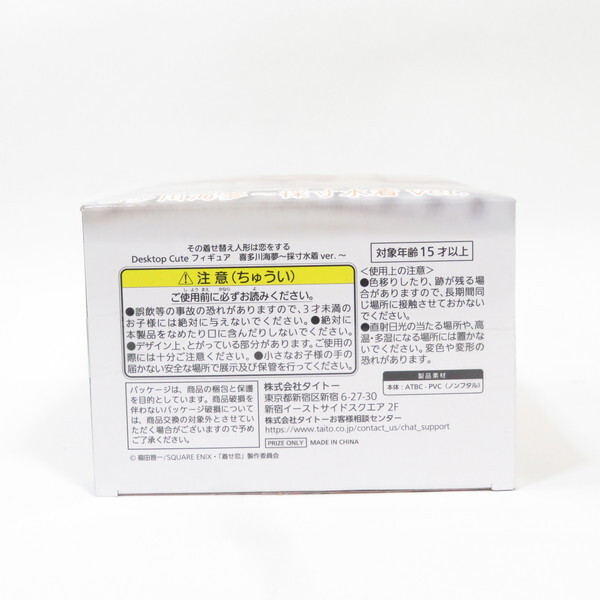 その着せ替え人形は恋をする
Desktop Cute フィギュア 喜多川海夢～採寸水着 ver.～
対象年齢15才以上
注意(ちゅうい)
ご使用前に必ずお読みください。
●誤飲等の事故の恐れがありますので、3才未満の
お子様には絶対に与えないでください。●絶対に
本製品をなめたり口に含んだりしないでください。
●デザイン上、とがっている部分があります。ご使用の
際には十分ご注意ください。●小さなお子様の手の
届かない安全な場所で展示及び保管を行ってください。
＜使用上の注意＞
●色移りしたり、跡が残る場
合がありますので、長期間同
じ場所に接触させておかない
でください。
●直射日光の当たる場所や、高
温・多湿になる場所には置かな
いでください。変色や変形の
恐れがあります。
製品素材
本体：ATBC-PVC（ノンフタル）
パッケージは、商品の梱包と保護
を目的としています。商品破損を
伴わないパッケージ破損について
は、商品交換の対象外とさせてい
ただく場合がございますので予め
ご了承ください。
株式会社タイトー
東京都新宿区新宿 6-27-30
新宿イーストサイドスクエア 2F
株式会社タイトーお客様相談センター
https://www.taito.co.jp/contact_us/chat_support
PRIZE ONLY MADE IN CHINA
© 福田晋一/SQUARE ENIX・「着せ恋」製作委員会